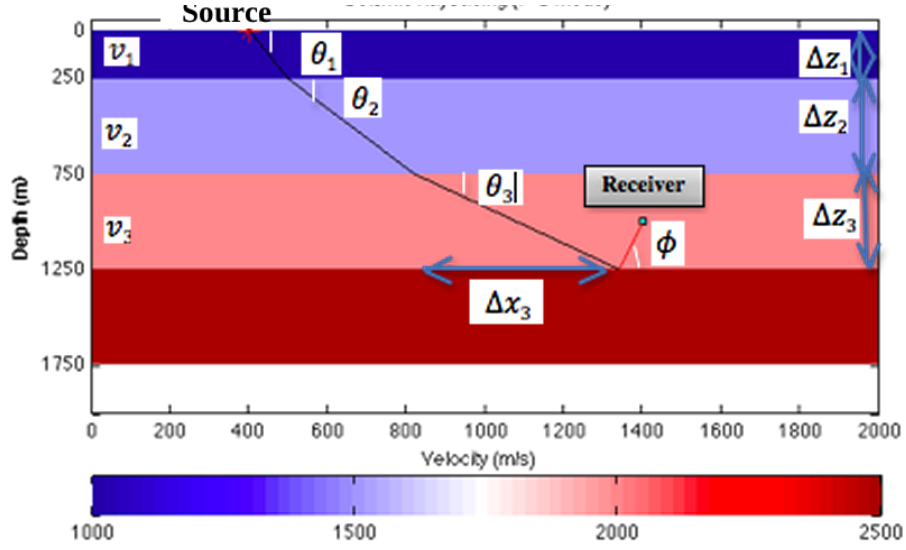 Source
0
v₁
θ₁
Δz₁
250
θ₂
v₂
Δz₂
750
θ₃|
Receiver
v₃
Δz₃
ϕ
Depth (m)
1250
Δx₃
1750
0 200 400 600 800 1000 1200 1400 1600 1800 2000
Velocity (m/s)
1000 1500 2000 2500